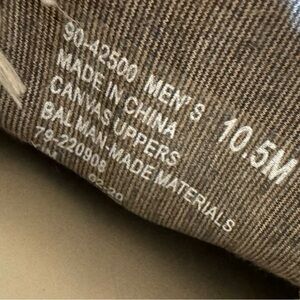 90-42500 MEN'S 10.5M
MADE IN CHINA
CANVAS UPPERS
BALMAN-MADE MATERIALS
79-220908